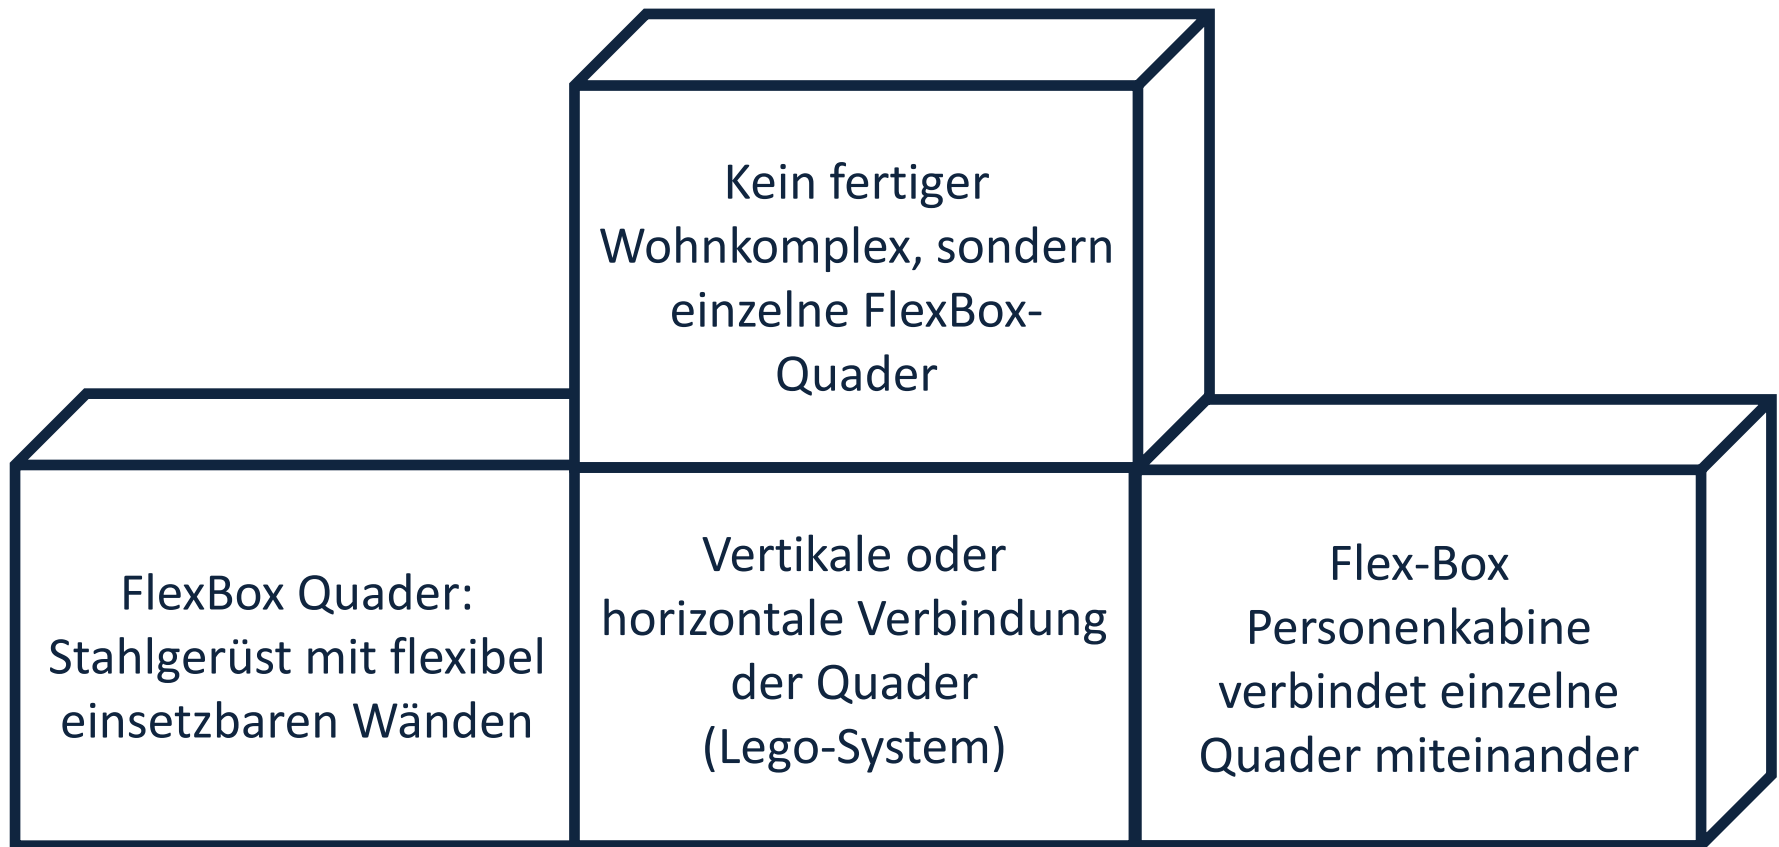 Kein fertiger
Wohnkomplex, sondern
einzelne FlexBox-
Quader
FlexBox Quader:
Stahlgerüst mit flexibel
einsetzbaren Wänden
Vertikale oder
horizontale Verbindung
der Quader
(Lego-System)
Flex-Box
Personenkabine
verbindet einzelne
Quader miteinander